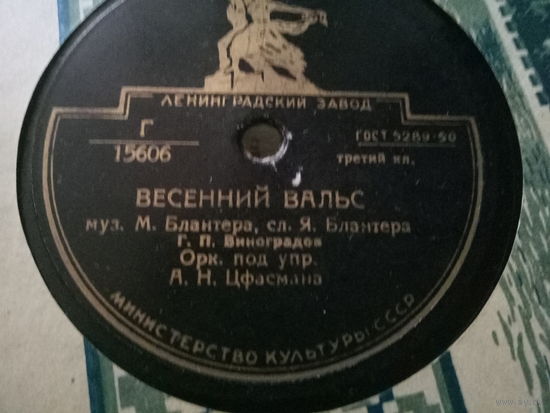 ЛЕНИНГРАДСКИЙ ЗАВОД
Г
15606
ГОСТ 5289-50
третий кл.
ВЕСЕННИЙ ВАЛЬС
муз. М. Блантера, сл. Я. Блантера
Г. П. Виноградов
Орк. под упр.
А. Н. Цфасмана
МИНИСТЕРСТВО КУЛЬТУРЫ СССР